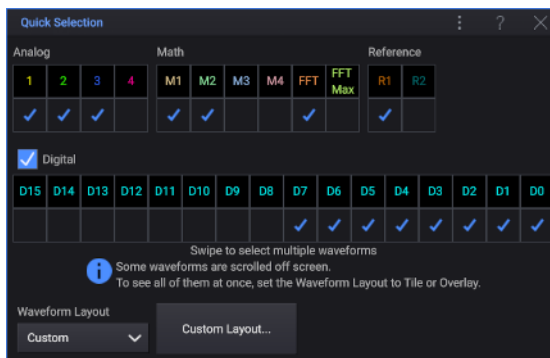 Quick Selection
Analog Math Reference
1 2 3 4 M1 M2 M3 M4 FFT FFT Max R1 R2
Digital
D15 D14 D13 D12 D11 D10 D9 D8 D7 D6 D5 D4 D3 D2 D1 D0
Swipe to select multiple waveforms
Some waveforms are scrolled off screen.
To see all of them at once, set the Waveform Layout to Tile or Overlay.
Waveform Layout
Custom
Custom Layout...